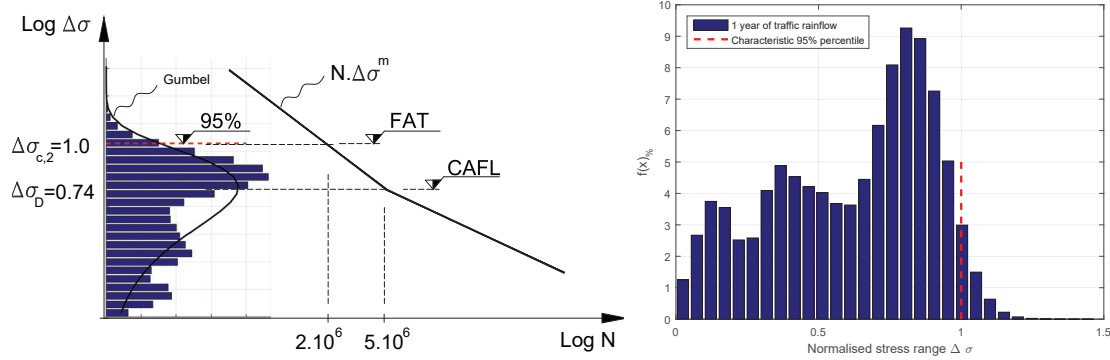 Log Δσ
Gumbel
N.Δσ^m
95%
FAT
Δσ_c,2=1.0
CAFL
Δσ_D=0.74
2.10^6
5.10^6
Log N
1 year of traffic rainflow
Characteristic 95% percentile
f(x)_%
10
9
8
7
6
5
4
3
2
1
0
0
0.5
1
1.5
Normalised stress range Δ σ